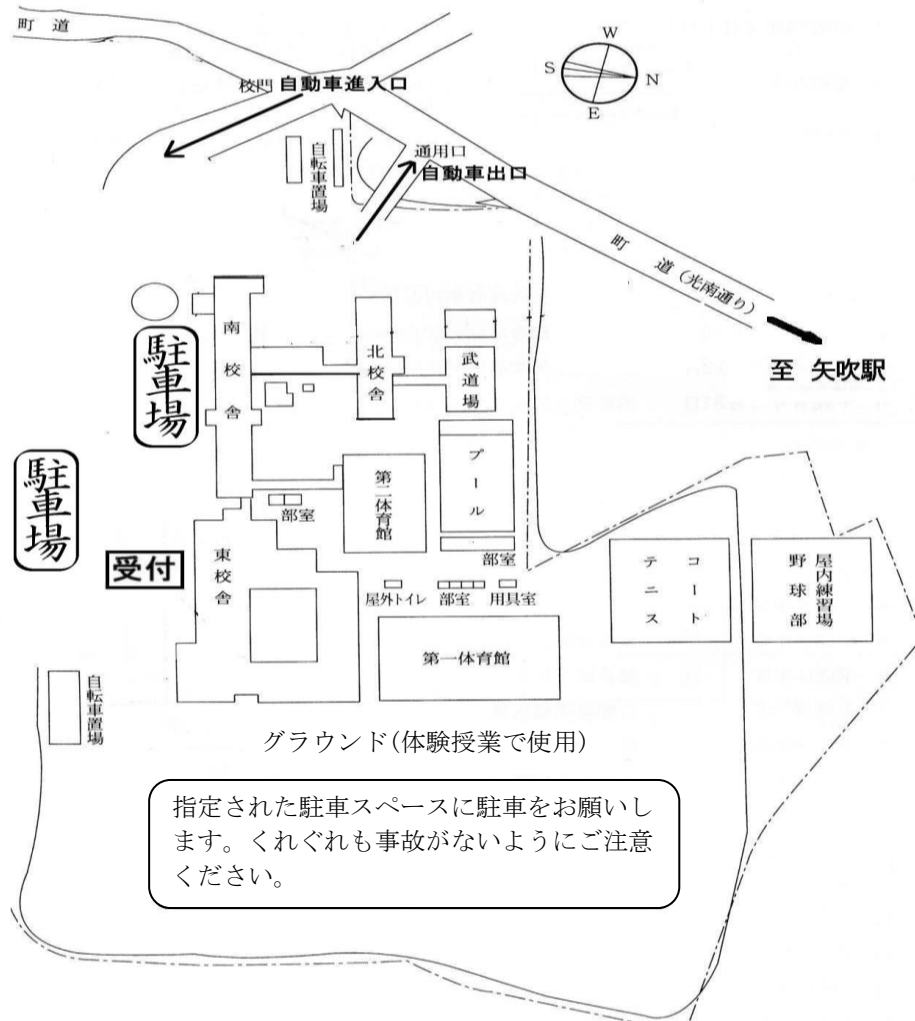 町 道
校門 自動車進入口
W
S
N
E
通用口
自動車出口
自転車置場
町 道(光南通り)
至 矢吹駅
南校舎
北校舎
武道場
駐車場
駐車場
プール
第二体育館
部室
部室
受付
東校舎
屋外トイレ 部室 用具室
テニス
コート
屋内練習場
野球部
第一体育館
自転車置場
グラウンド(体験授業で使用)
指定された駐車スペースに駐車をお願いし
ます。くれぐれも事故がないようにご注意
ください。